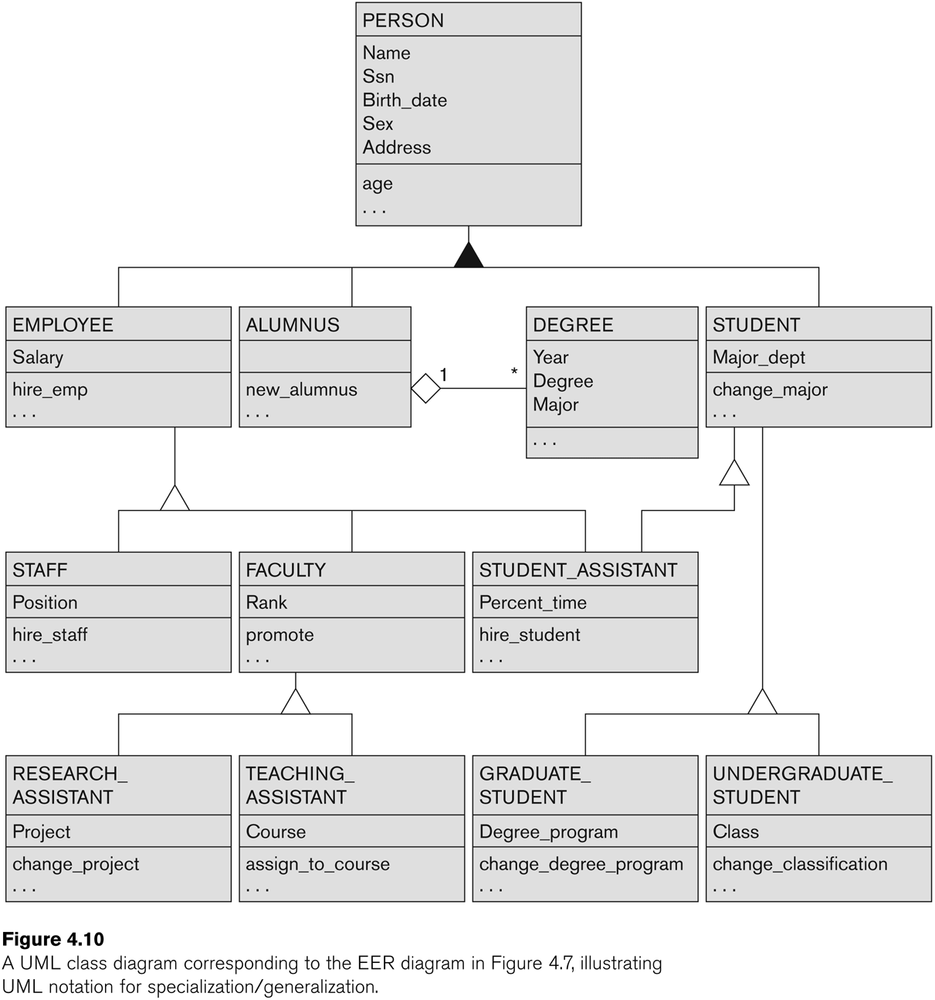 PERSON
Name
Ssn
Birth_date
Sex
Address
age
. . .
EMPLOYEE
Salary
hire_emp
. . .
ALUMNUS
new_alumnus
. . .
1
*
DEGREE
Year
Degree
Major
. . .
STUDENT
Major_dept
change_major
. . .
STAFF
Position
hire_staff
. . .
FACULTY
Rank
promote
. . .
STUDENT_ASSISTANT
Percent_time
hire_student
. . .
RESEARCH_
ASSISTANT
Project
change_project
. . .
TEACHING_
ASSISTANT
Course
assign_to_course
. . .
GRADUATE_
STUDENT
Degree_program
change_degree_program
. . .
UNDERGRADUATE_
STUDENT
Class
change_classification
. . .
Figure 4.10
A UML class diagram corresponding to the EER diagram in Figure 4.7, illustrating
UML notation for specialization/generalization.